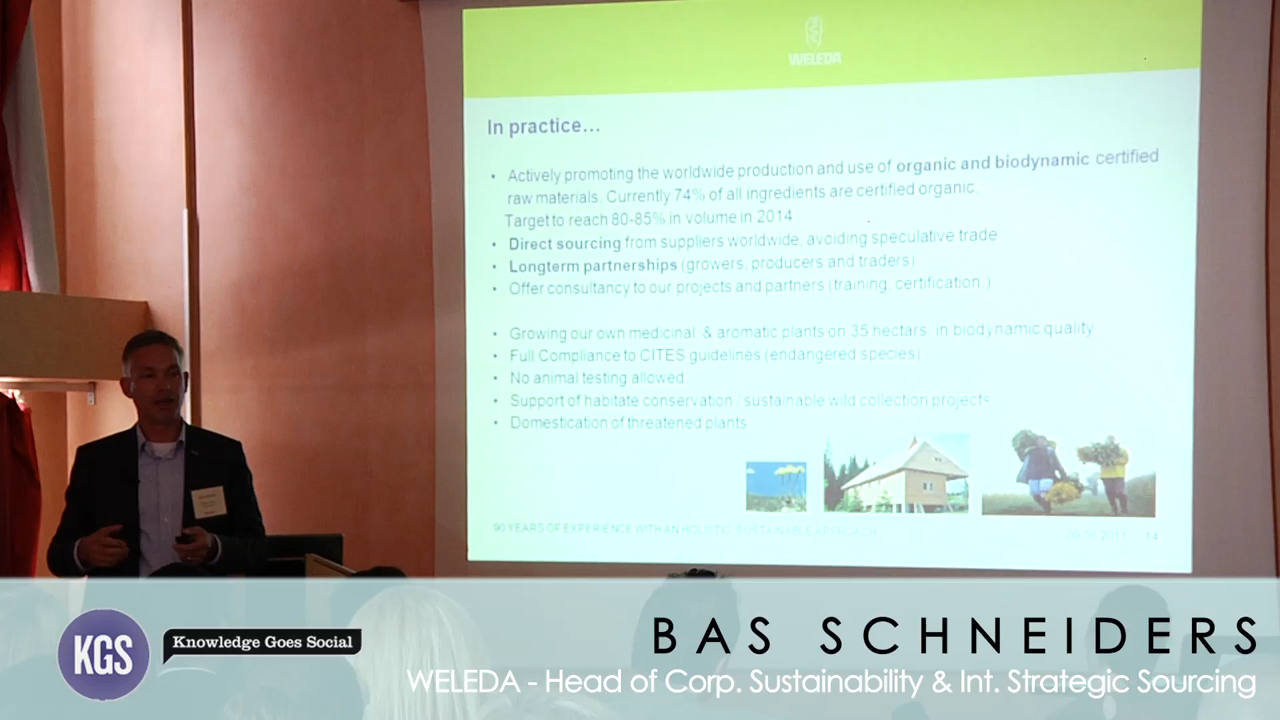 WELEDA
In practice...
• Actively promoting the worldwide production and use of organic and biodynamic certified
raw materials. Currently 74% of all ingredients are certified organic.
Target to reach 80-85% in volume in 2014
• Direct sourcing from suppliers worldwide, avoiding speculative trade
• Longterm partnerships (growers, producers and traders)
• Offer consultancy to our projects and partners (training, certification,)
• Growing our own medicinal & aromatic plants on 35 hectars, in biodynamic quality
• Full Compliance to CITES guidelines (endangered species)
• No animal testing allowed
• Support of habitate conservation / sustainable wild collection projects
• Domestication of threatened plants
90 YEARS OF EXPERIENCE WITH AN HOLISTIC SUSTAINABLE APPROACH
09.06.2011 14
KGS
Knowledge Goes Social
BAS SCHNEIDERS
WELEDA - Head of Corp. Sustainability & Int. Strategic Sourcing